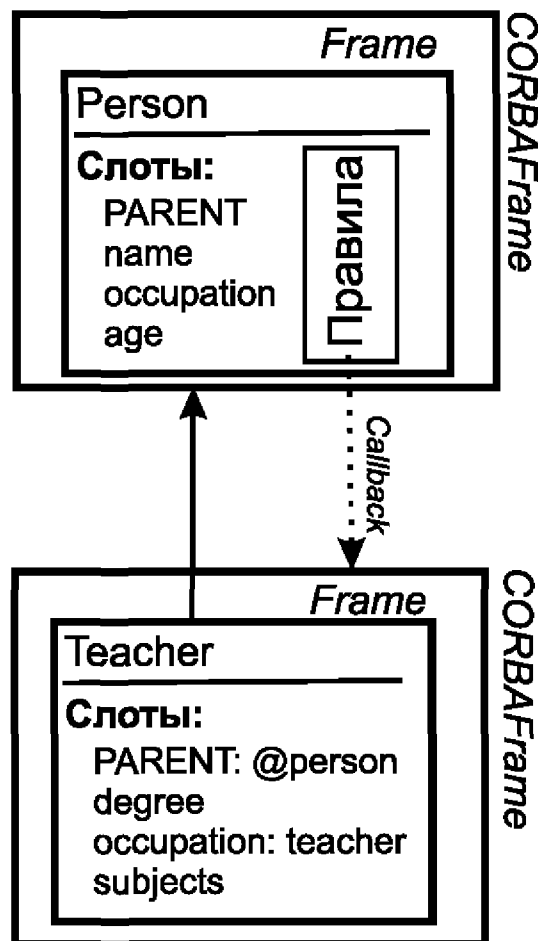 Frame
CORBAFrame
Person
Слоты:
PARENT
name
occupation
age
Правила
Callback
Frame
CORBAFrame
Teacher
Слоты:
PARENT: @person
degree
occupation: teacher
subjects